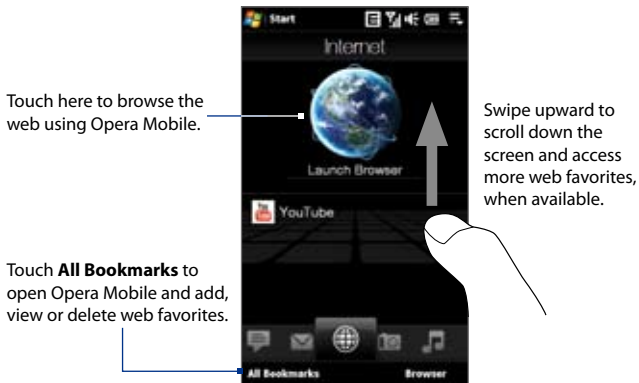 Start
Internet
Touch here to browse the
web using Opera Mobile.
Launch Browser
Swipe upward to
scroll down the
screen and access
more web favorites,
when available.
YouTube
Touch All Bookmarks to
open Opera Mobile and add,
view or delete web favorites.
All Bookmarks
Browser